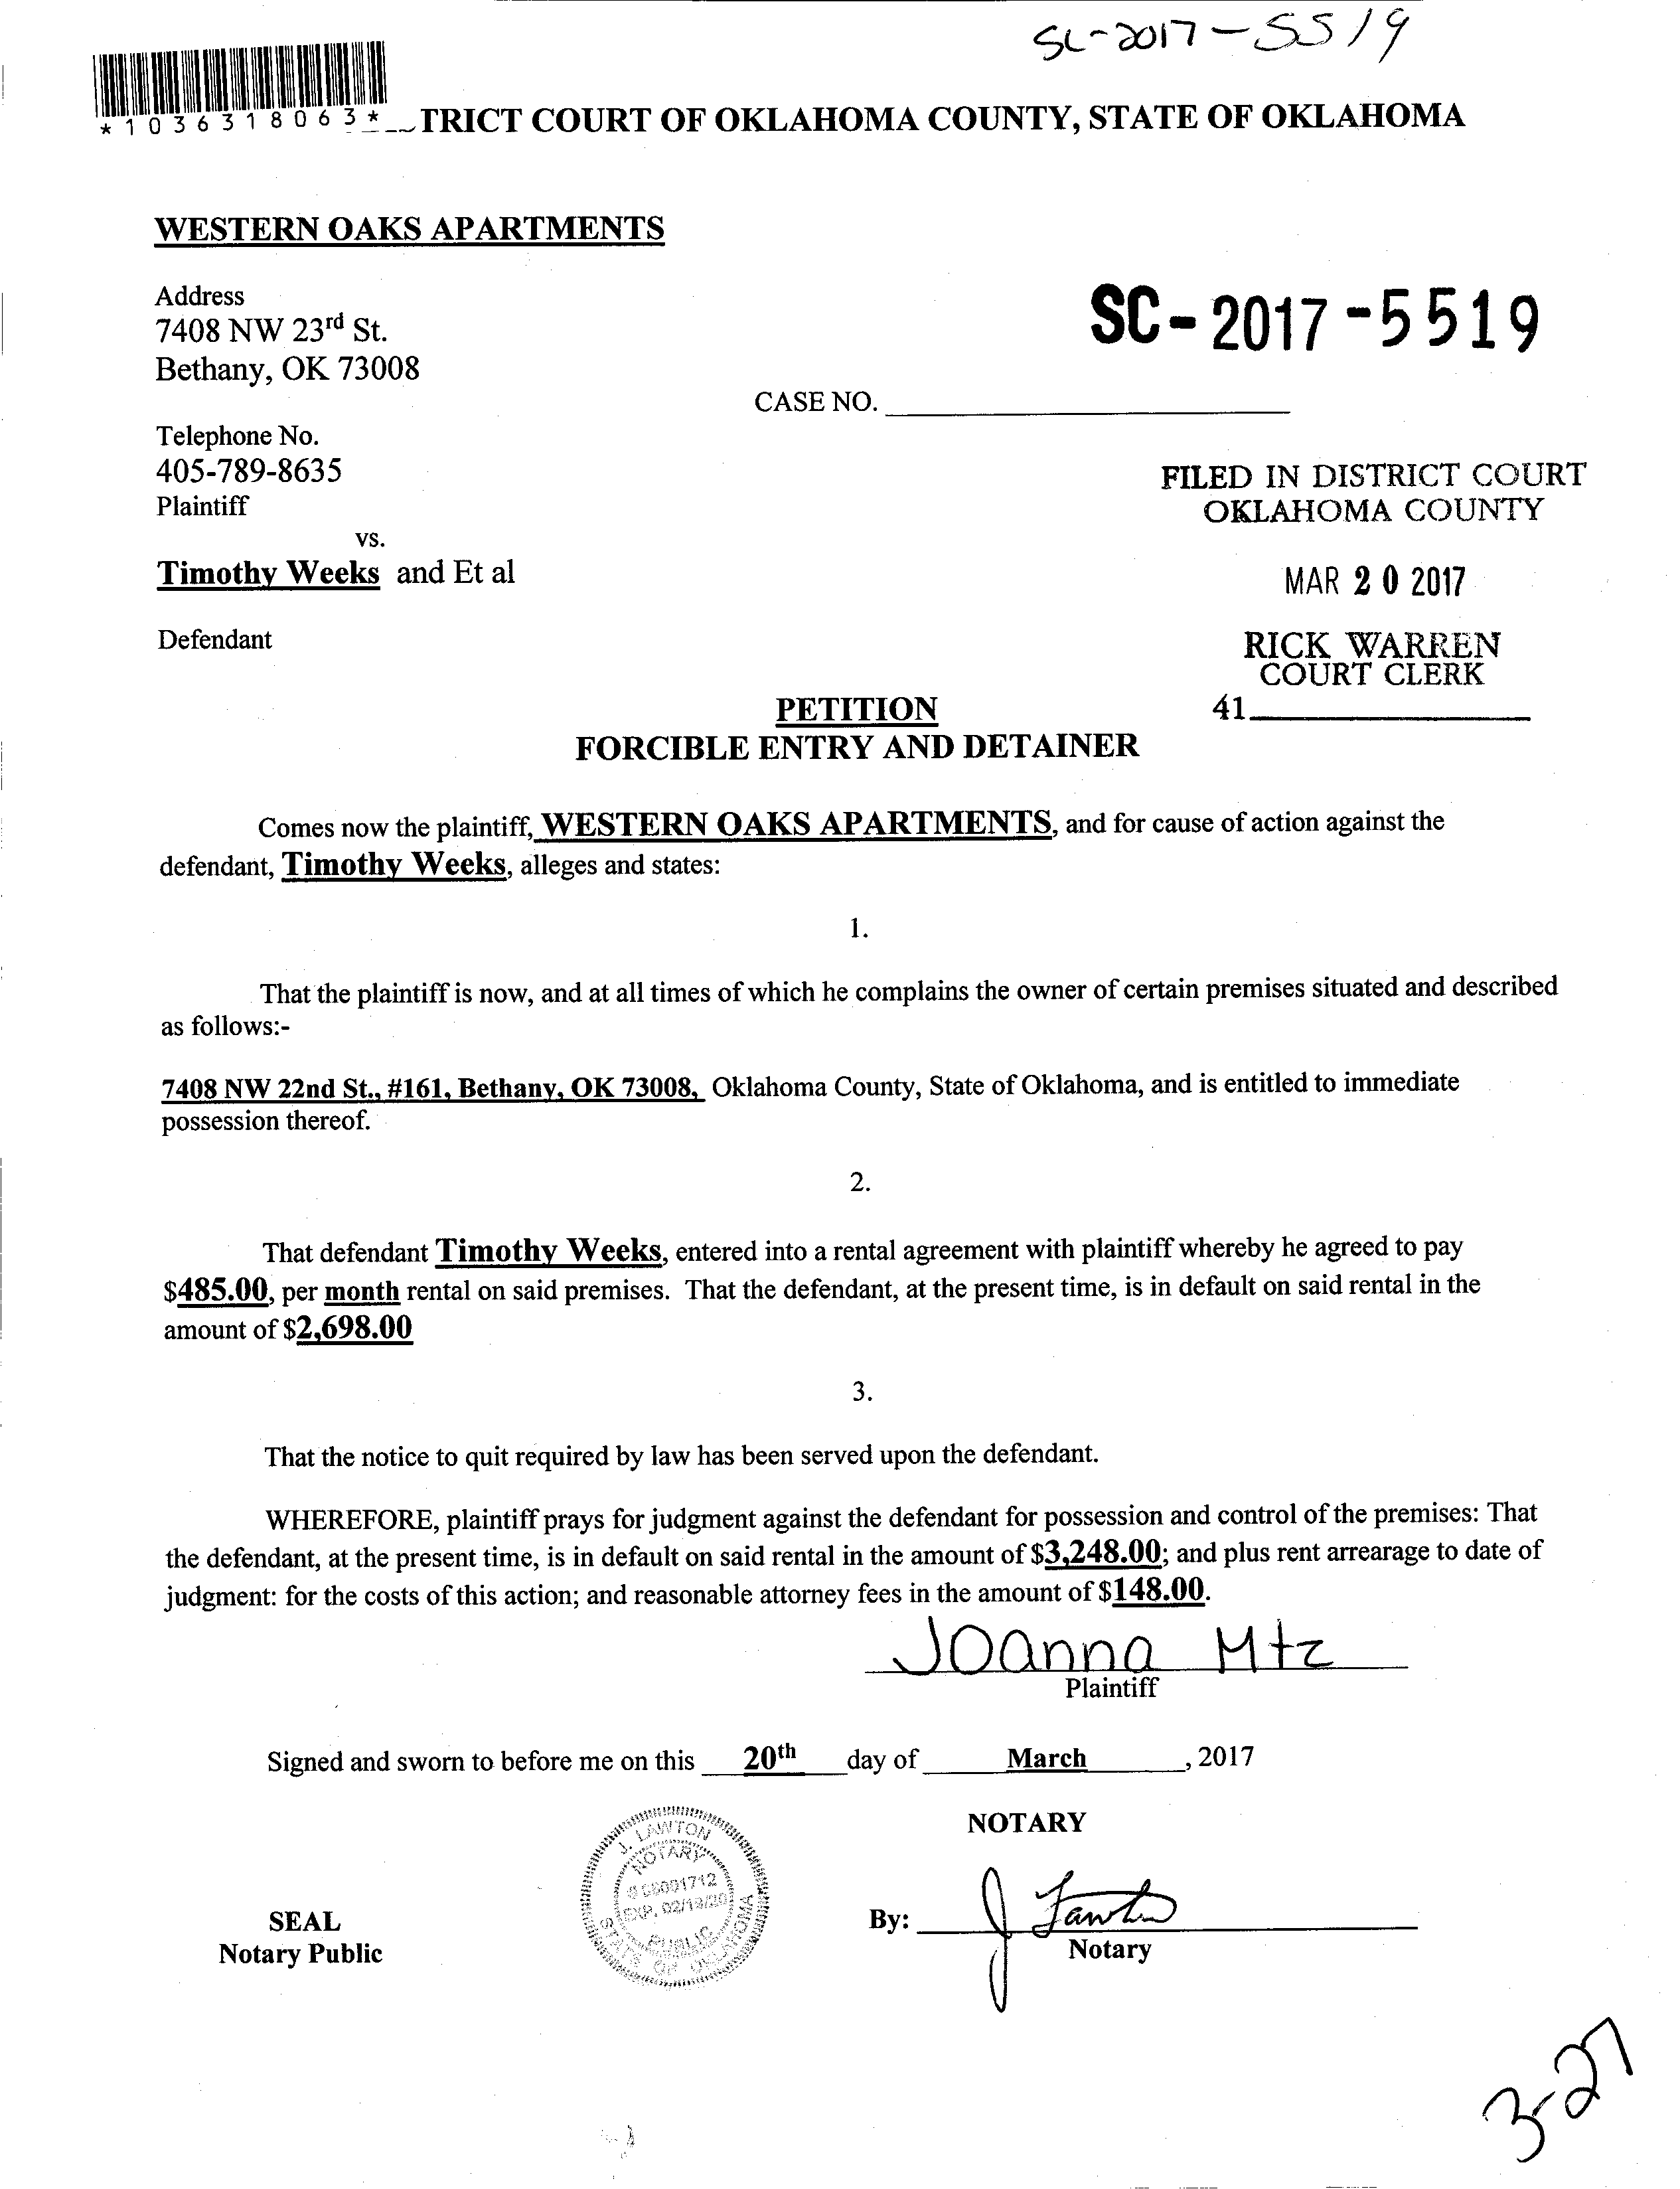 SC-2017-5519
*1036318063*
TRICT COURT OF OKLAHOMA COUNTY, STATE OF OKLAHOMA
WESTERN OAKS APARTMENTS
Address
7408 NW 23rd St.
Bethany, OK 73008
SC-2017-5519
CASE NO.
Telephone No.
405-789-8635
Plaintiff
vs.
Timothy Weeks and Et al
Defendant
FILED IN DISTRICT COURT
OKLAHOMA COUNTY
MAR 20 2017
RICK WARREN
COURT CLERK
41
PETITION
FORCIBLE ENTRY AND DETAINER
Comes now the plaintiff, WESTERN OAKS APARTMENTS, and for cause of action against the
defendant, Timothy Weeks, alleges and states:
1.
That the plaintiff is now, and at all times of which he complains the owner of certain premises situated and described
as follows:-
7408 NW 22nd St., #161, Bethany, OK 73008, Oklahoma County, State of Oklahoma, and is entitled to immediate
possession thereof.
2.
That defendant Timothy Weeks, entered into a rental agreement with plaintiff whereby he agreed to pay
$485.00, per month rental on said premises. That the defendant, at the present time, is in default on said rental in the
amount of $2,698.00
3.
That the notice to quit required by law has been served upon the defendant.
WHEREFORE, plaintiff prays for judgment against the defendant for possession and control of the premises: That
the defendant, at the present time, is in default on said rental in the amount of $3,248.00; and plus rent arrearage to date of
judgment: for the costs of this action; and reasonable attorney fees in the amount of $148.00.
Joanna Mtz
Plaintiff
Signed and sworn to before me on this 20th day of March, 2017
NOTARY
J. LAWTON
NOTARY
PUBLIC
STATE OF OKLAHOMA
SEAL
Notary Public
By: J Lawton
Notary
3-27